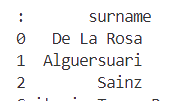 : surname
0 De La Rosa
1 Alguersuari
2 Sainz